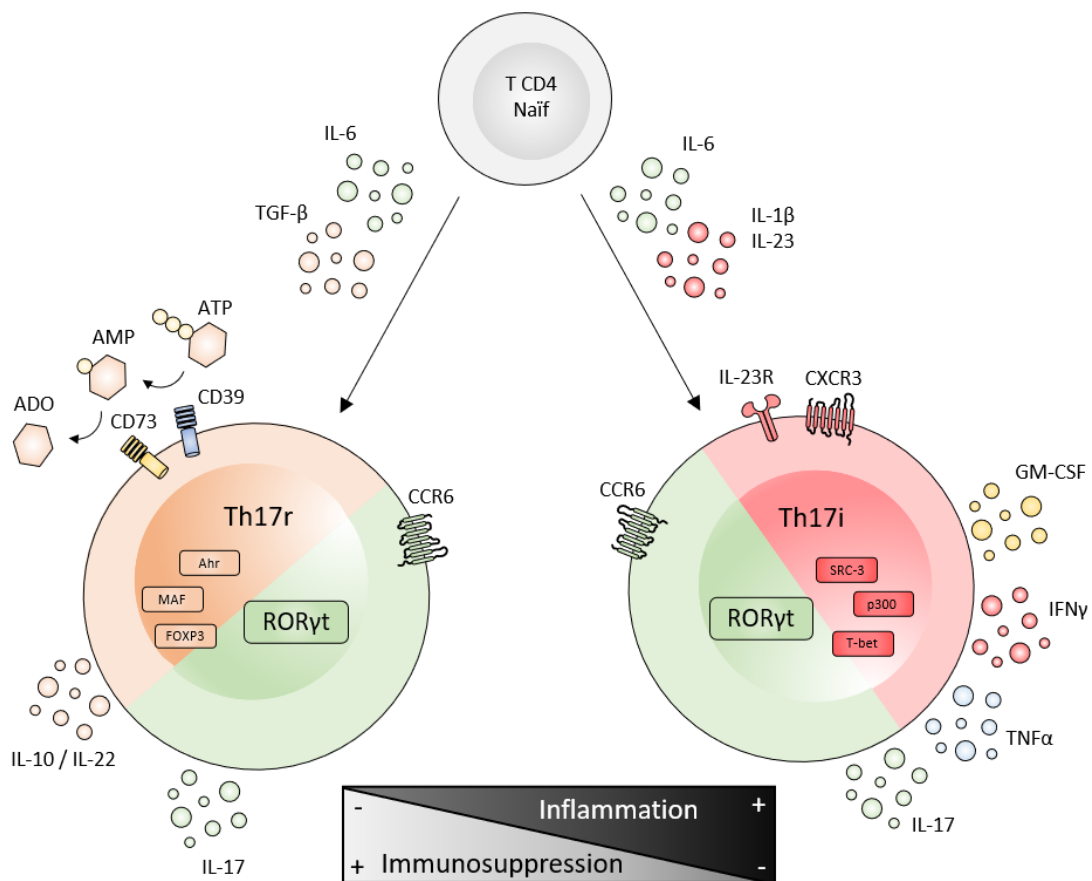 T CD4
Naïf
IL-6
IL-6
TGF-β
IL-1β
IL-23
ATP
AMP
ADO
CD73
CD39
IL-23R
CXCR3
CCR6
CCR6
GM-CSF
Th17r
Th17i
Ahr
MAF
FOXP3
RORγt
SRC-3
p300
T-bet
RORγt
IFNγ
TNFα
IL-10 / IL-22
IL-17
IL-17
- Inflammation +
+ Immunosuppression -